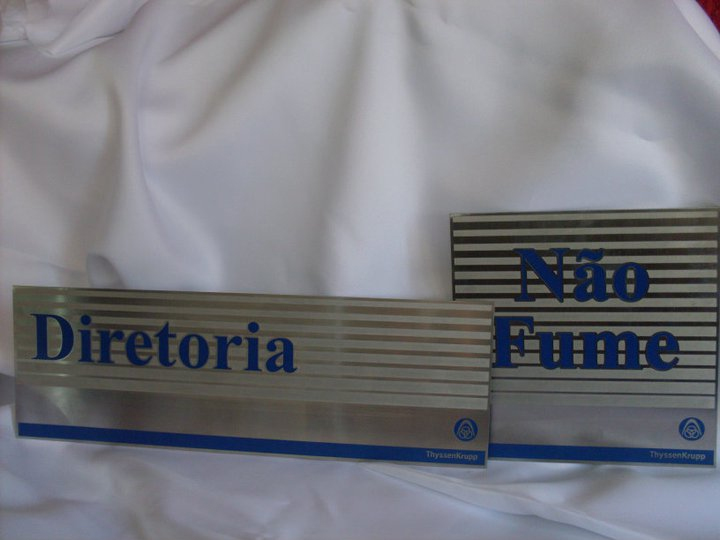 Diretoria
ThyssenKrupp
Não
Fume
ThyssenKrupp